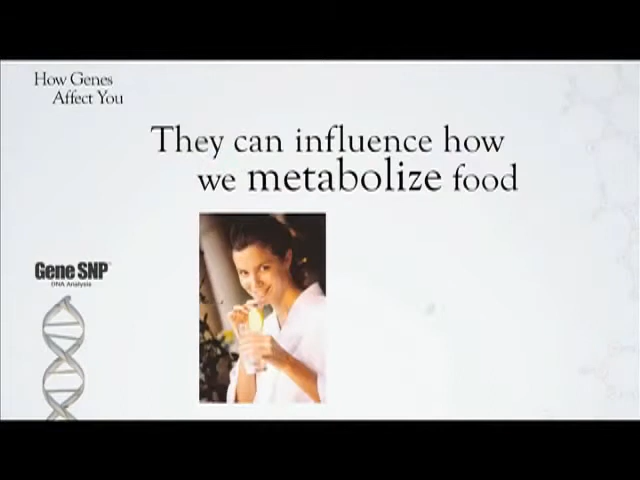 How Genes
Affect You
They can influence how
we metabolize food
Gene SNP
DNA Analysis